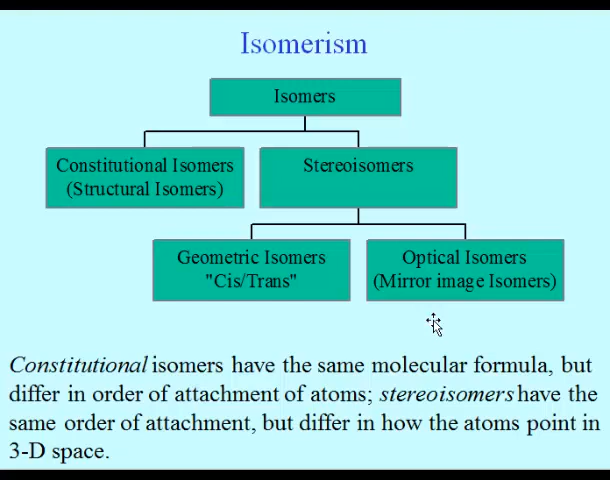 Isomerism
Isomers
Constitutional Isomers
(Structural Isomers)
Stereoisomers
Geometric Isomers
"Cis/Trans"
Optical Isomers
(Mirror image Isomers)
Constitutional isomers have the same molecular formula, but
differ in order of attachment of atoms; stereoisomers have the
same order of attachment, but differ in how the atoms point in
3-D space.